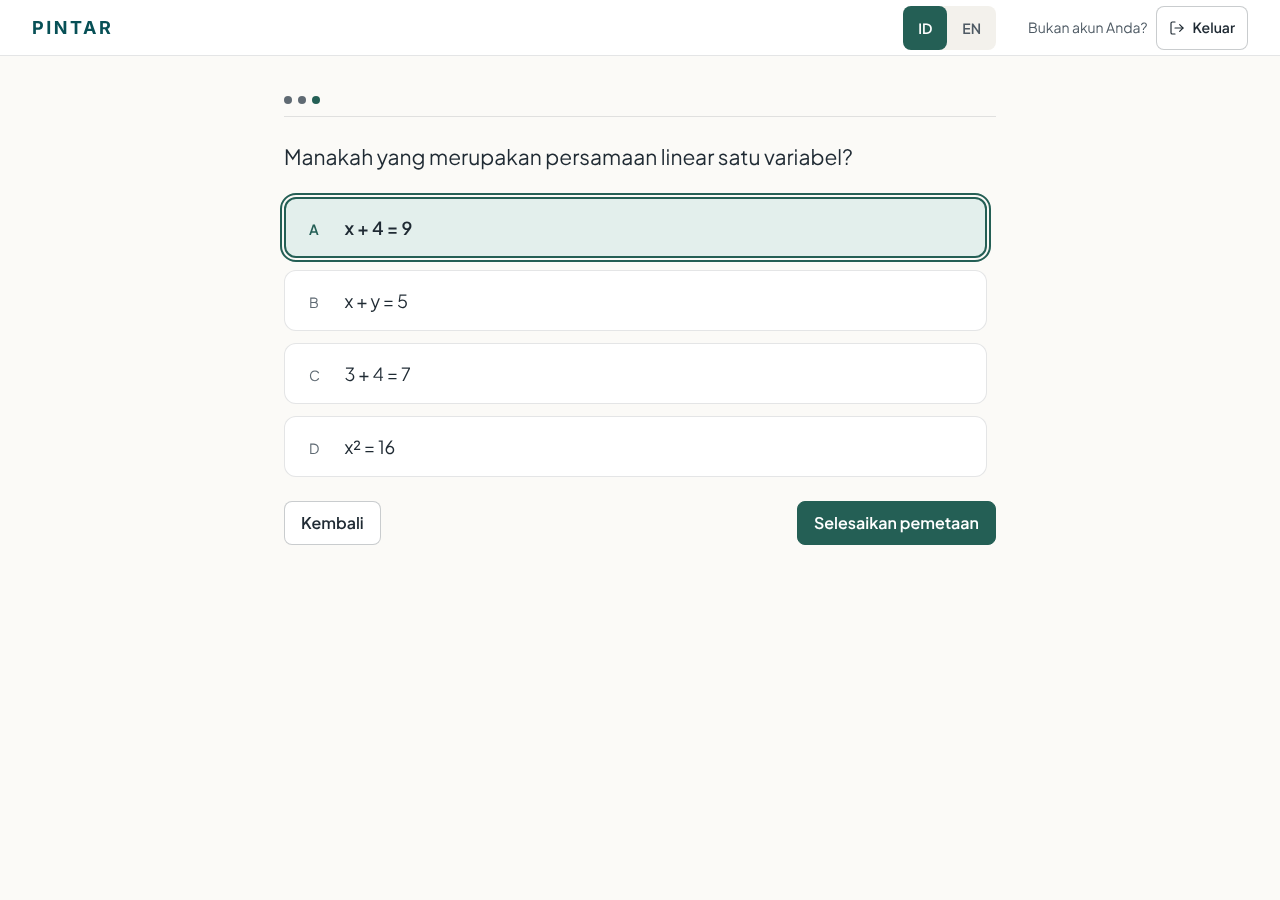 PINTAR
ID EN Bukan akun Anda? Keluar
Manakah yang merupakan persamaan linear satu variabel?
A x + 4 = 9
B x + y = 5
C 3 + 4 = 7
D x² = 16
Kembali Selesaikan pemetaan